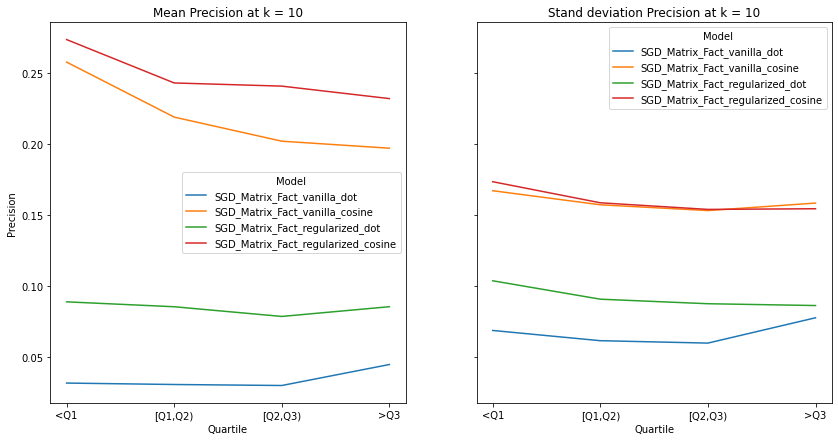 Mean Precision at k = 10
Precision
0.25
0.20
0.15
0.10
0.05
Model
SGD_Matrix_Fact_vanilla_dot
SGD_Matrix_Fact_vanilla_cosine
SGD_Matrix_Fact_regularized_dot
SGD_Matrix_Fact_regularized_cosine
<Q1 [Q1,Q2) [Q2,Q3) >Q3
Quartile
Stand deviation Precision at k = 10
Model
SGD_Matrix_Fact_vanilla_dot
SGD_Matrix_Fact_vanilla_cosine
SGD_Matrix_Fact_regularized_dot
SGD_Matrix_Fact_regularized_cosine
<Q1 [Q1,Q2) [Q2,Q3) >Q3
Quartile